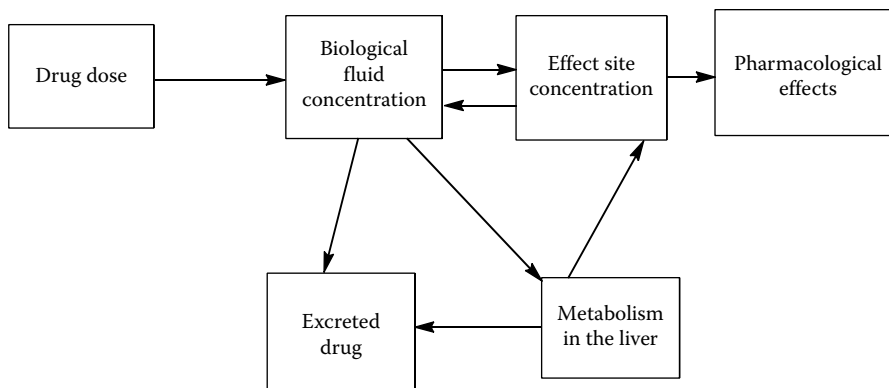 Drug dose
Biological
fluid
concentration
Effect site
concentration
Pharmacological
effects
Excreted
drug
Metabolism
in the liver